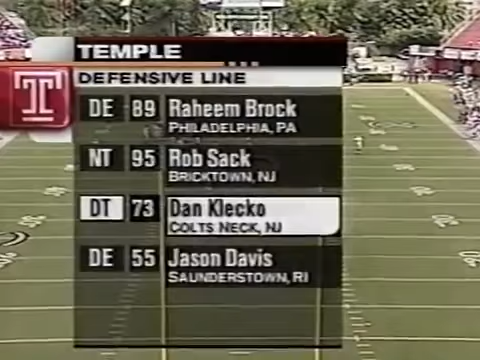 TEMPLE
T
DEFENSIVE LINE
DE 89 Raheem Brock
PHILADELPHIA, PA
NT 95 Rob Sack
BRICKTOWN, NJ
DT 73 Dan Klecko
COLTS NECK, NJ
DE 55 Jason Davis
SAUNDERSTOWN, RI